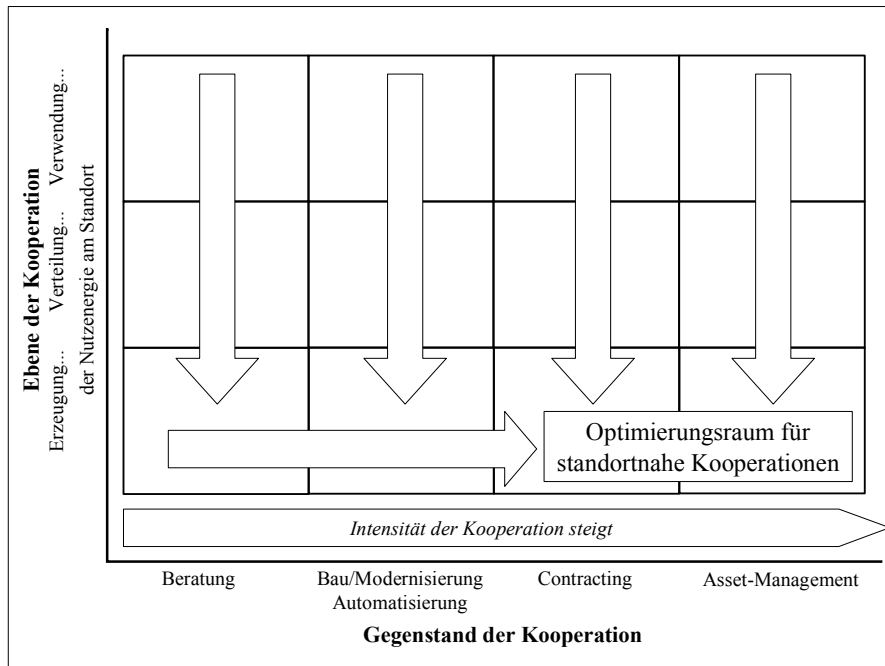 Ebene der Kooperation
Erzeugung... Verteilung... Verwendung...
der Nutzenergie am Standort
Optimierungsraum für
standortnahe Kooperationen
Intensität der Kooperation steigt
Beratung
Bau/Modernisierung
Automatisierung
Contracting
Asset-Management
Gegenstand der Kooperation